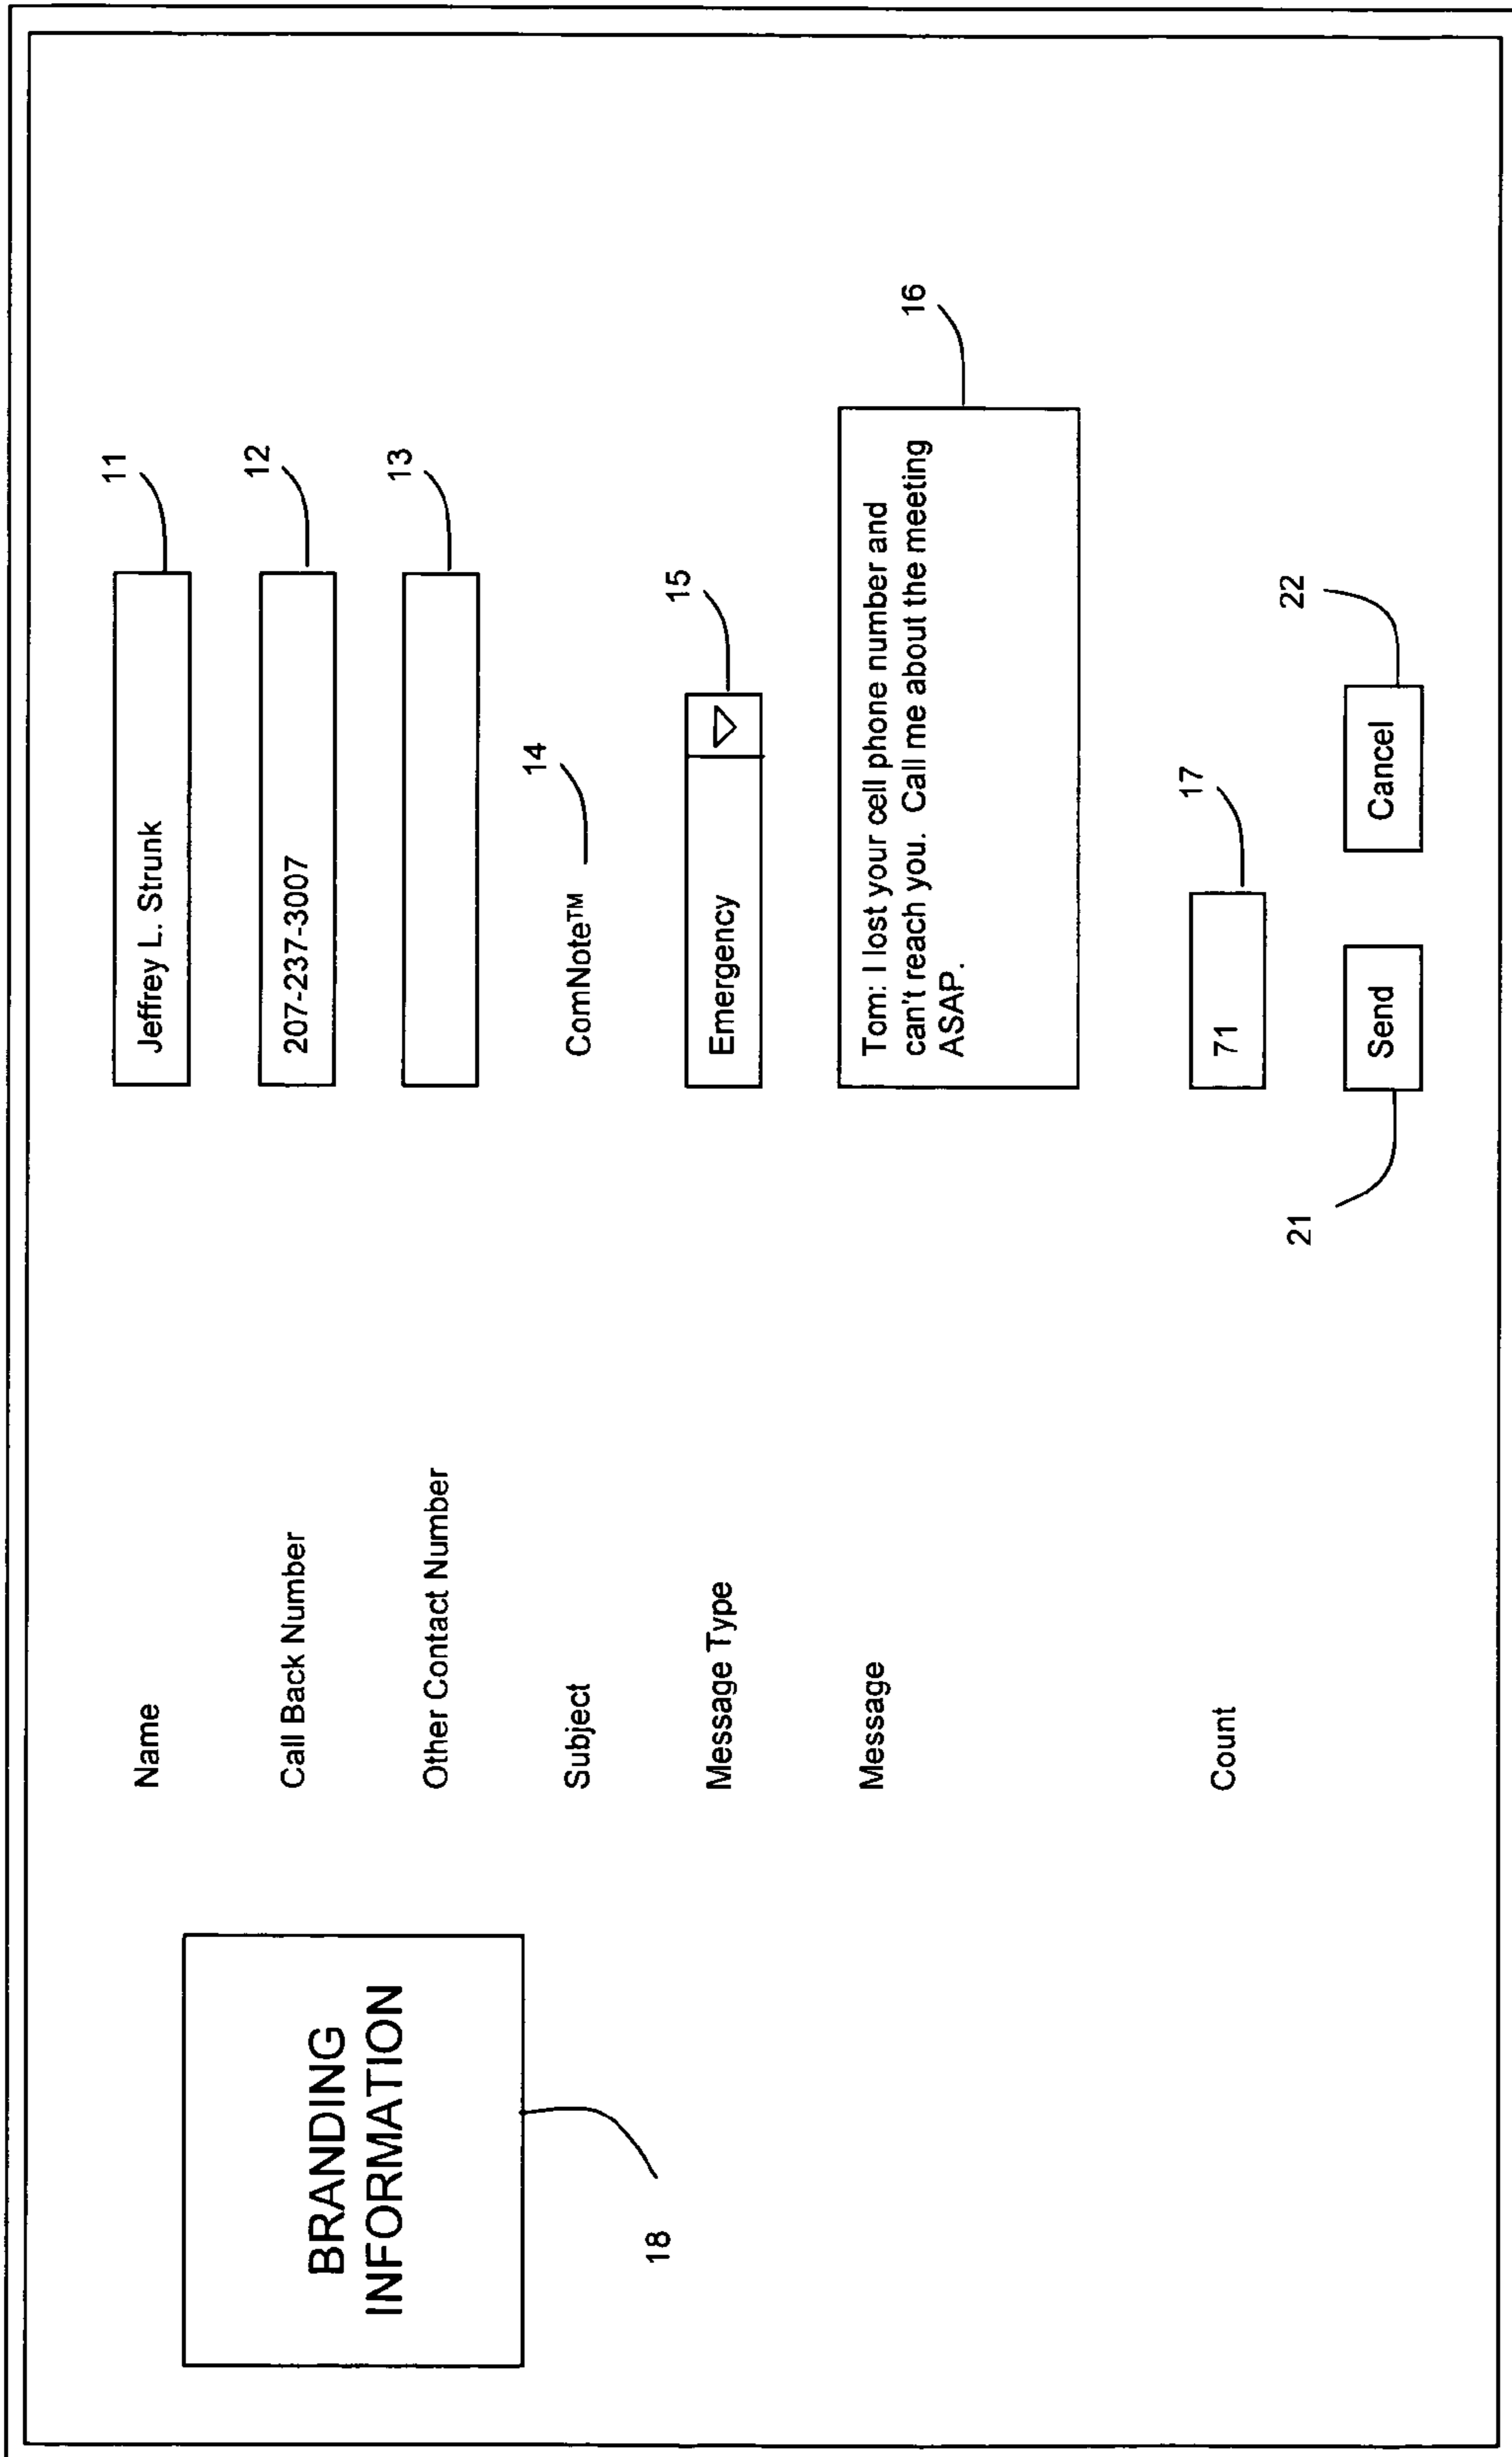 BRANDING
INFORMATION
18
Name
Jeffrey L. Strunk
11
Call Back Number
207-237-3007
12
Other Contact Number
13
Subject
ComNote™
14
Message Type
Emergency
15
Message
Tom: I lost your cell phone number and
can't reach you. Call me about the meeting
ASAP.
16
Count
71
17
21
Send
Cancel
22